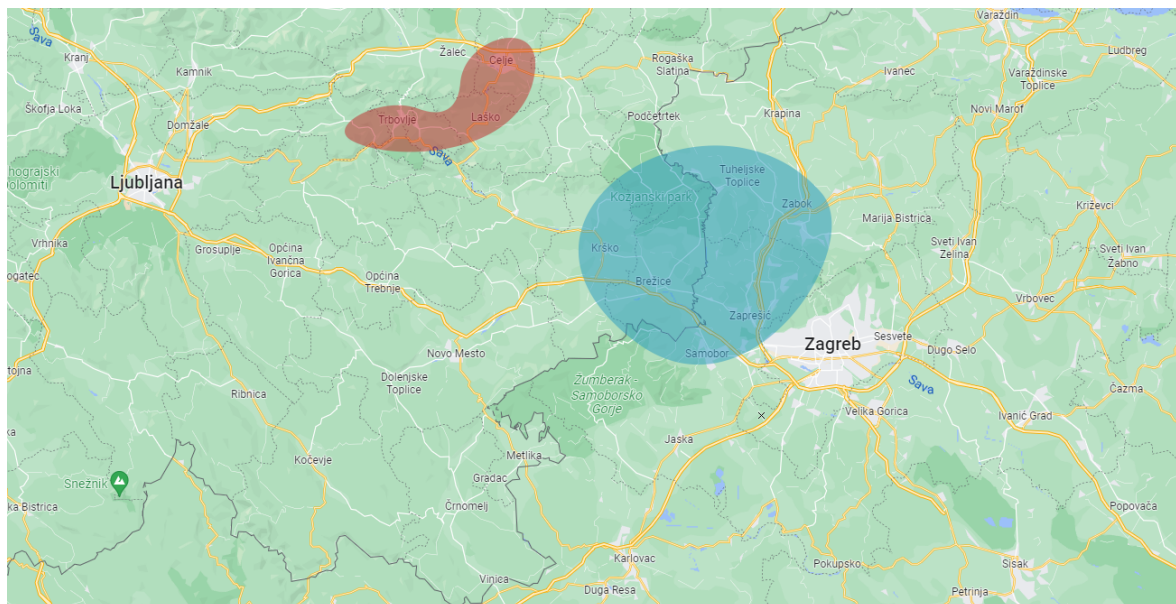 Sava
Kranj
Kamnik
Škofja Loka
Domžale
Ljubljana
Dolomiti
Vrhnika
Grosuplje
Općina
Ivančna
Gorica
Općina
Trebnje
Žalec
Celje
Trbovlje
Laško
Sava
Rogaška
Slatina
Podčetrtek
Krapina
Ivanec
Varaždin
Ludbreg
Varaždinske
Toplice
Novi Marof
Tuheljske
Toplice
Kozjanski park
Zabok
Marija Bistrica
Križevci
Krško
Sveti Ivan
Zelina
Sveti Ivan
Žabno
Brežice
Zaprešić
Vrbovec
Samobor
Zagreb
Sesvete
Dugo Selo
Sava
Novo Mesto
Dolenjske
Toplice
Žumberak -
Samoborsko
Gorje
Čazma
Ribnica
Velika Gorica
Ivanić Grad
Jaska
Kočevje
Metlika
Gradac
Snežnik
Črnomelj
Popovača
Karlovac
Pokupsko
Sisak
Vinica
Duga Resa
Petrinja